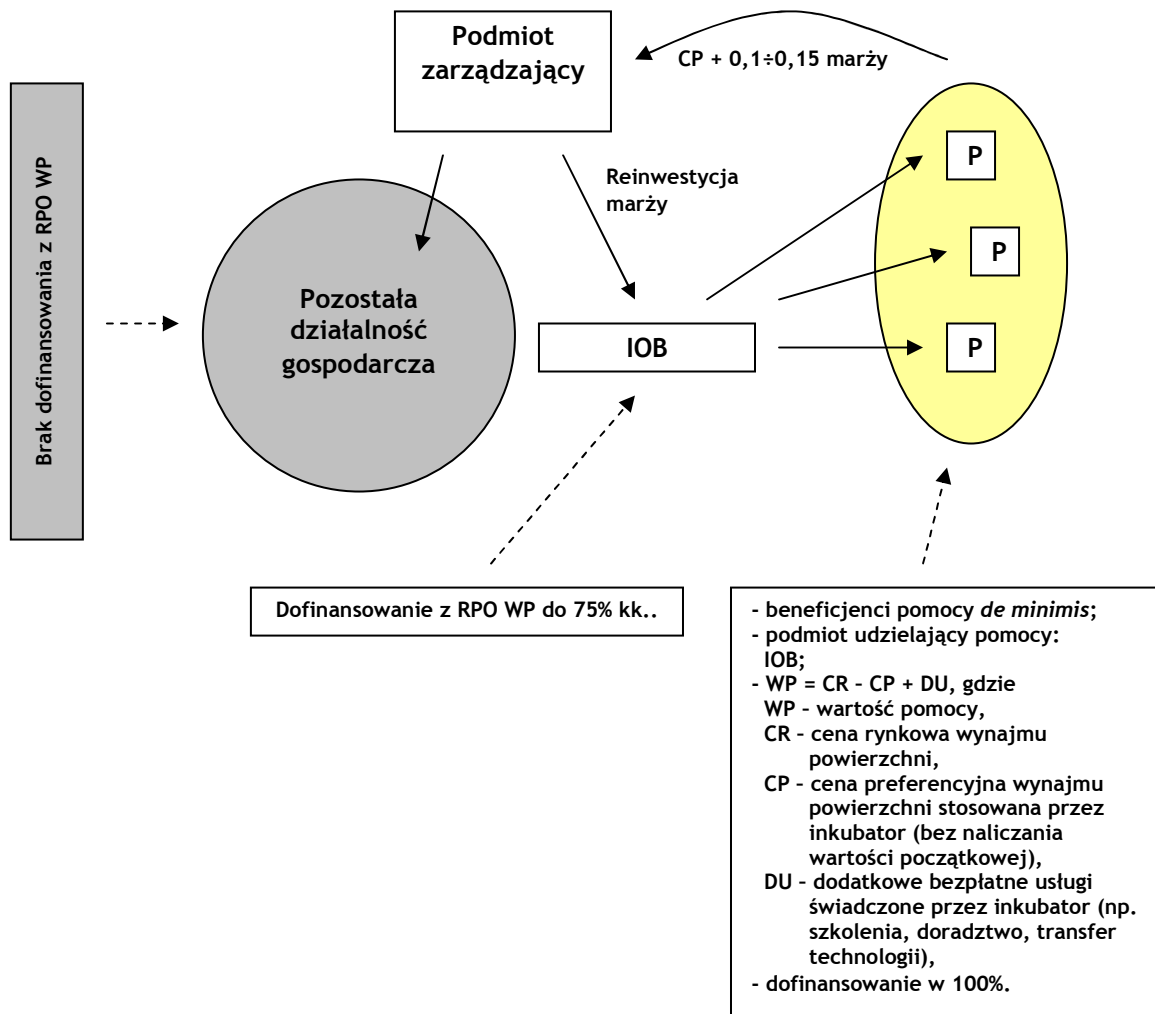 Podmiot
zarządzający
CP + 0,1÷0,15 marży
Brak dofinansowania z RPO WP
P
Reinwestycja
marży
P
Pozostała
działalność
gospodarcza
IOB
P
Dofinansowanie z RPO WP do 75% kk..
- beneficjenci pomocy de minimis;
- podmiot udzielający pomocy:
IOB;
- WP = CR – CP + DU, gdzie
WP – wartość pomocy,
CR – cena rynkowa wynajmu
powierzchni,
CP – cena preferencyjna wynajmu
powierzchni stosowana przez
inkubator (bez naliczania
wartości początkowej),
DU – dodatkowe bezpłatne usługi
świadczone przez inkubator (np.
szkolenia, doradztwo, transfer
technologii),
- dofinansowanie w 100%.